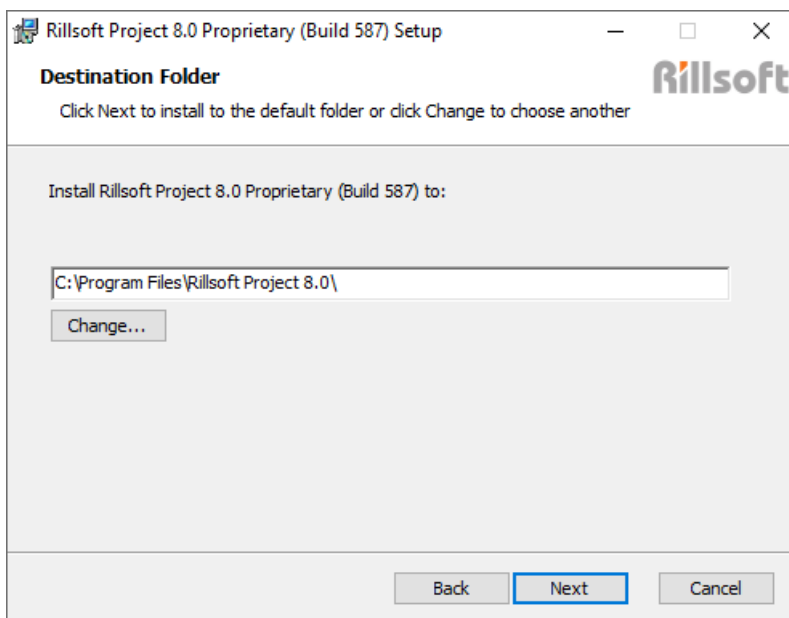 Rillsoft Project 8.0 Proprietary (Build 587) Setup
Destination Folder
Rillsoft
Click Next to install to the default folder or click Change to choose another
Install Rillsoft Project 8.0 Proprietary (Build 587) to:
C:\Program Files\Rillsoft Project 8.0\
Change...
Back
Next
Cancel